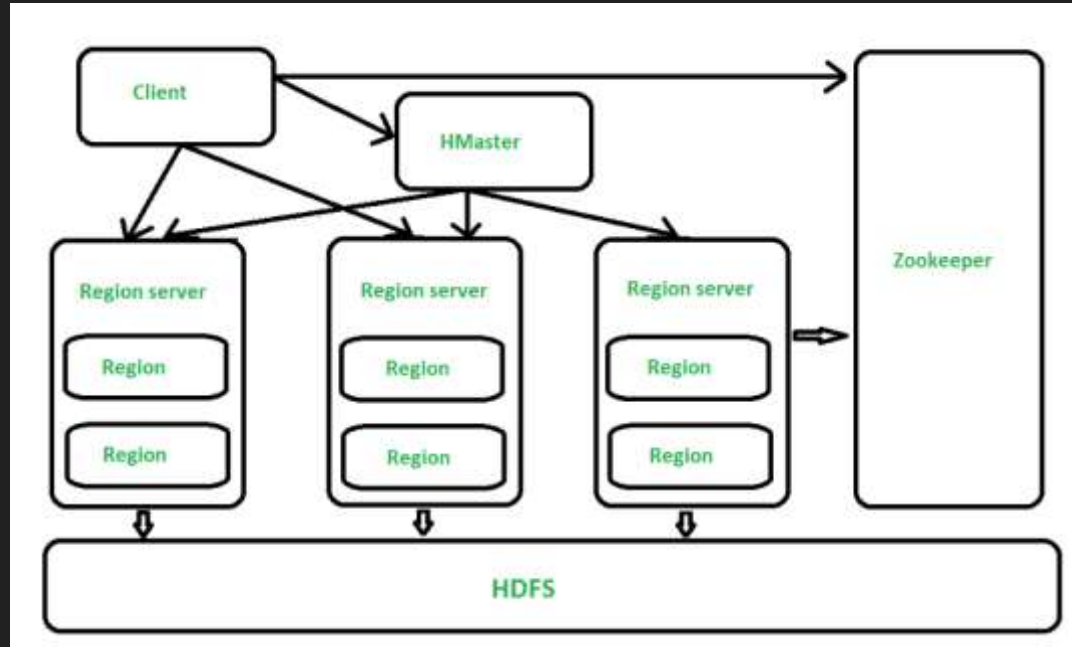 Client
HMaster
Zookeeper
Region server
Region
Region
Region server
Region
Region
Region server
Region
Region
HDFS